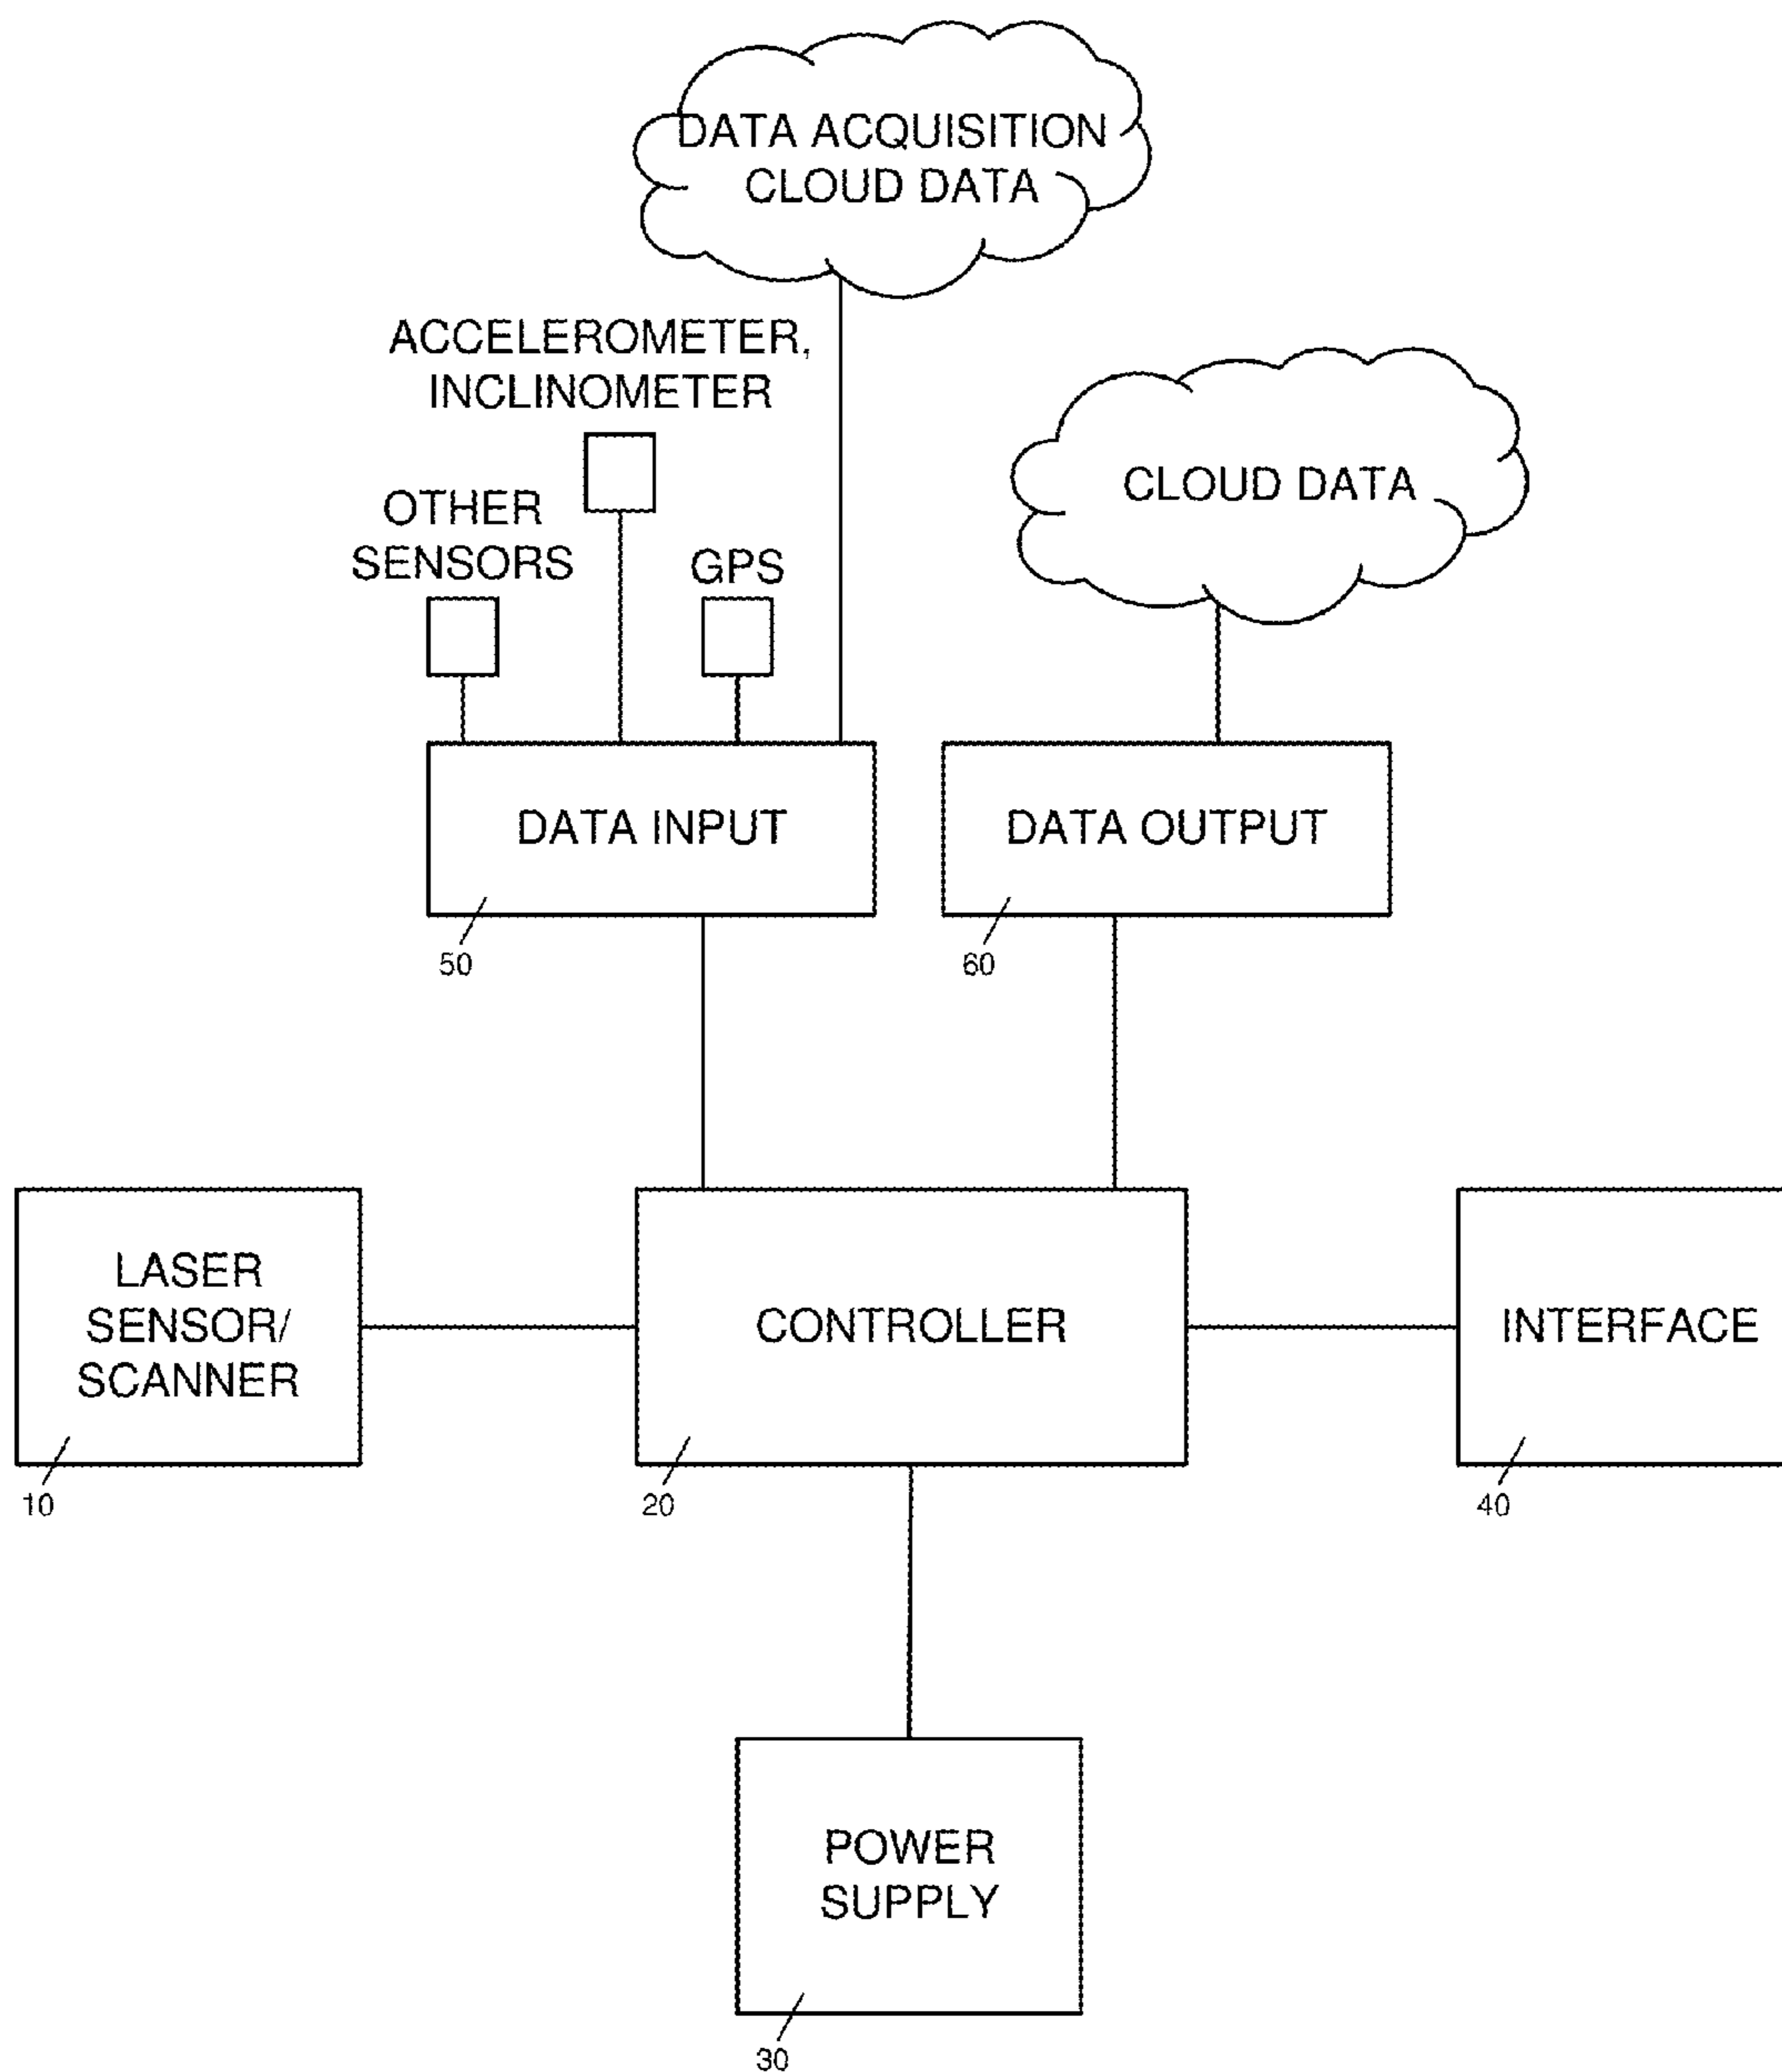 DATA ACQUISITION
CLOUD DATA
ACCELEROMETER,
INCLINOMETER
CLOUD DATA
OTHER
SENSORS
GPS
DATA INPUT
DATA OUTPUT
50
60
LASER
SENSOR/
SCANNER
CONTROLLER
INTERFACE
10
20
40
POWER
SUPPLY
30